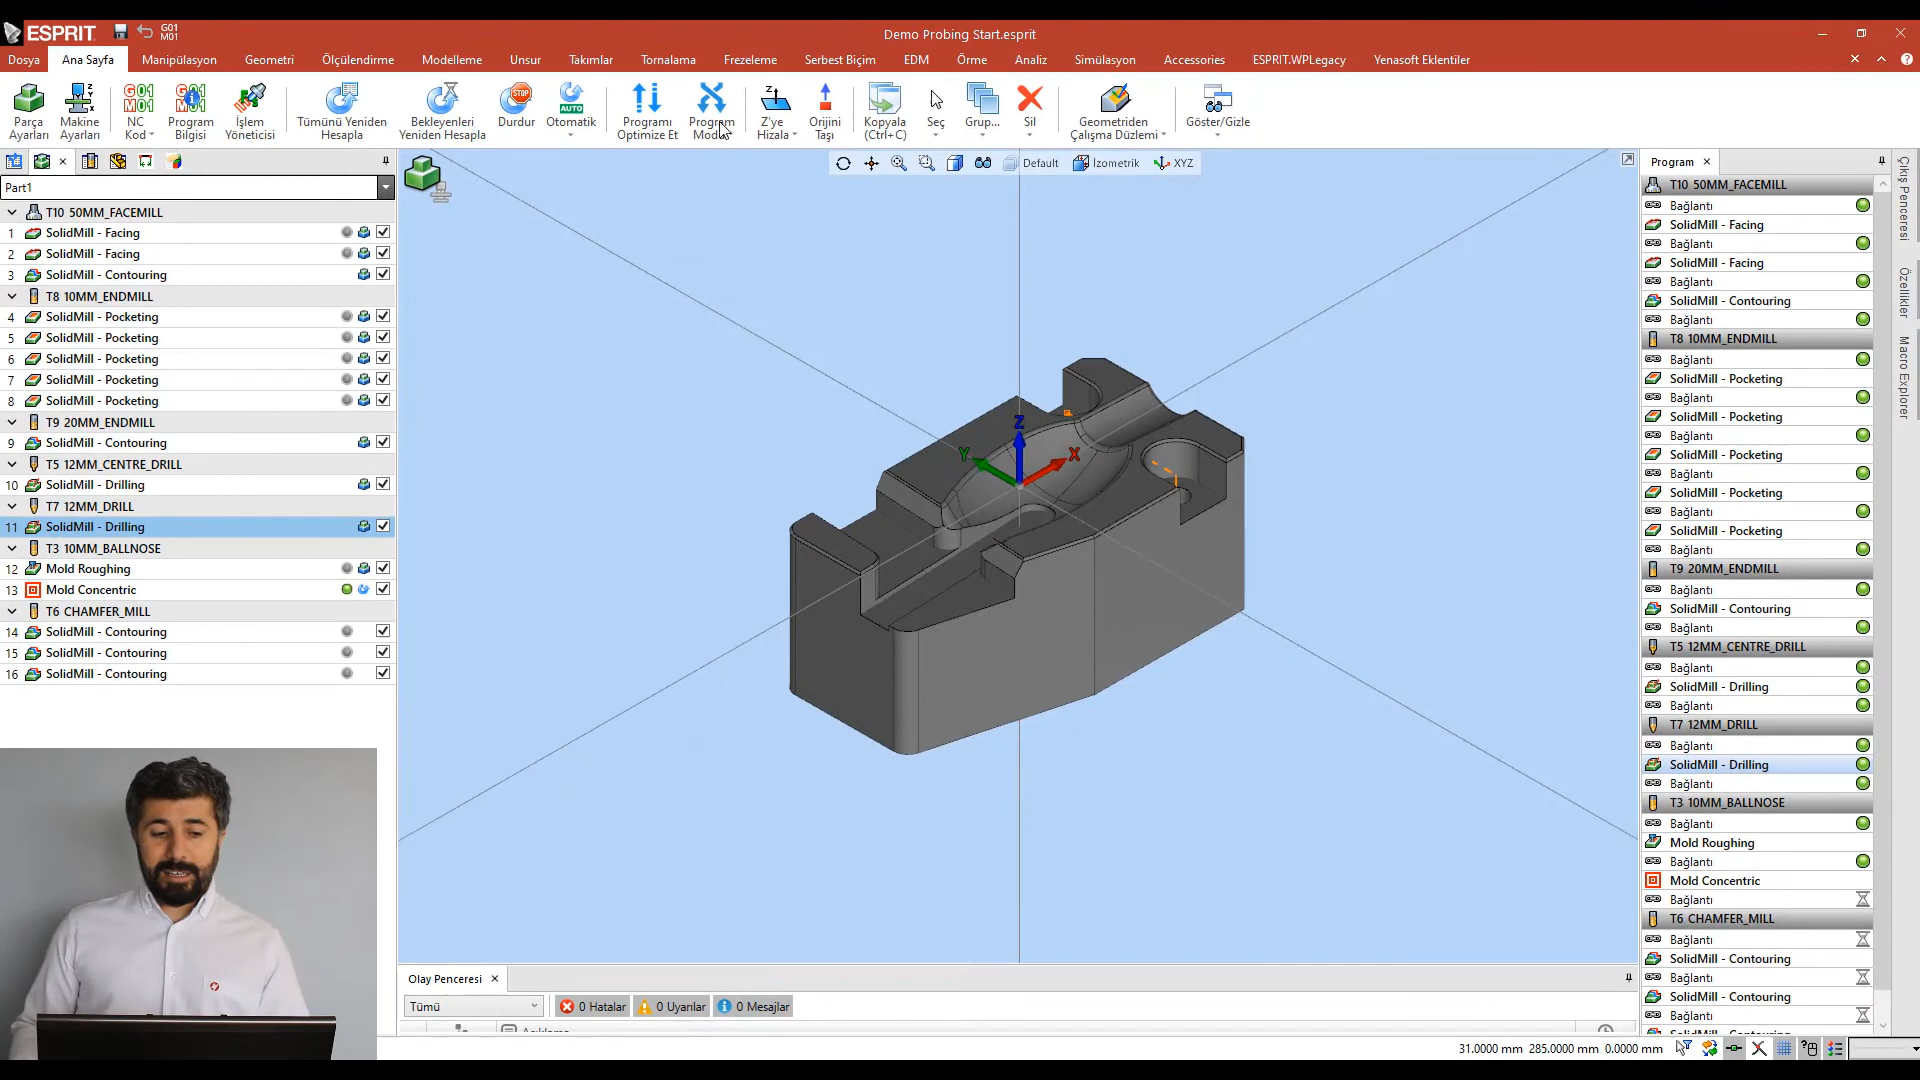 ESPRIT
G01
M01
Demo Probing Start.esprit
Dosya
Ana Sayfa
Manipülasyon
Geometri
Ölçülendirme
Modelleme
Unsur
Takımlar
Tornalama
Frezeleme
Serbest Biçim
EDM
Örme
Analiz
Simülasyon
Accessories
ESPRIT.WPLegacy
Yenasoft Eklentiler
Parça
Ayarları
Makine
Ayarları
NC
Kod
Program
Bilgisi
İşlem
Yöneticisi
Tümünü Yeniden
Hesapla
Bekleyenleri
Yeniden Hesapla
STOP
Durdur
AUTO
Otomatik
Programı
Optimize Et
Program
Modu
Z'ye
Hizala
Orijini
Taşı
Kopyala
(Ctrl+C)
Seç
Grup...
Sil
Geometriden
Çalışma Düzlemi
Göster/Gizle
Default
Izometrik
XYZ
Part1
T10 50MM_FACEMILL
1 SolidMill - Facing
2 SolidMill - Facing
3 SolidMill - Contouring
T8 10MM_ENDMILL
4 SolidMill - Pocketing
5 SolidMill - Pocketing
6 SolidMill - Pocketing
7 SolidMill - Pocketing
8 SolidMill - Pocketing
T9 20MM_ENDMILL
9 SolidMill - Contouring
T5 12MM_CENTRE_DRILL
10 SolidMill - Drilling
T7 12MM_DRILL
11 SolidMill - Drilling
T3 10MM_BALLNOSE
12 Mold Roughing
13 Mold Concentric
T6 CHAMFER_MILL
14 SolidMill - Contouring
15 SolidMill - Contouring
16 SolidMill - Contouring
Z
Y
X
Program
T10 50MM_FACEMILL
Bağlantı
SolidMill - Facing
Bağlantı
SolidMill - Facing
Bağlantı
SolidMill - Contouring
Bağlantı
T8 10MM_ENDMILL
Bağlantı
SolidMill - Pocketing
Bağlantı
SolidMill - Pocketing
Bağlantı
SolidMill - Pocketing
Bağlantı
SolidMill - Pocketing
Bağlantı
SolidMill - Pocketing
Bağlantı
T9 20MM_ENDMILL
Bağlantı
SolidMill - Contouring
Bağlantı
T5 12MM_CENTRE_DRILL
Bağlantı
SolidMill - Drilling
Bağlantı
T7 12MM_DRILL
Bağlantı
SolidMill - Drilling
Bağlantı
T3 10MM_BALLNOSE
Bağlantı
Mold Roughing
Bağlantı
Mold Concentric
Bağlantı
T6 CHAMFER_MILL
Bağlantı
SolidMill - Contouring
Bağlantı
SolidMill - Contouring
Bağlantı
SolidMill - Contouring
Çıkış Penceresi
Özellikler
Macro Explorer
Olay Penceresi
Tümü
0 Hatalar
0 Uyarılar
0 Mesajlar
Açıklama
31.0000 mm 285.0000 mm 0.0000 mm